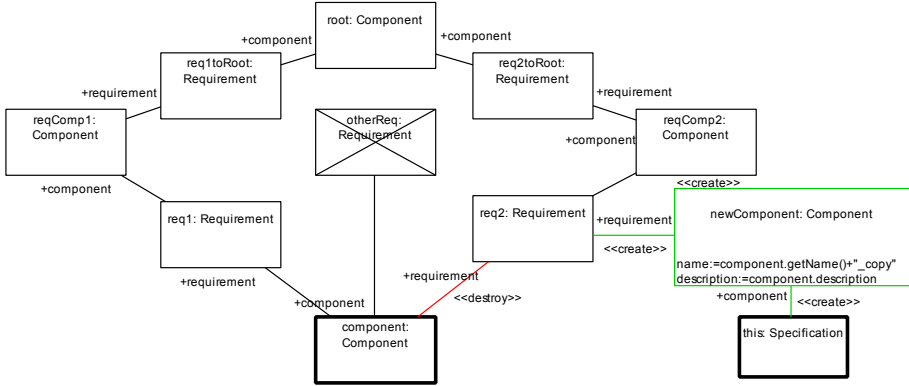 root: Component
+component
+component
req1toRoot:
Requirement
req2toRoot:
Requirement
+requirement
+requirement
reqComp1:
Component
otherReq:
Requirement
reqComp2:
Component
+component
+component
<<create>>
req1: Requirement
req2: Requirement
+requirement
newComponent: Component
<<create>>
name:=component.getName()+"_copy"
description:=component.description
+requirement
+requirement
<<destroy>>
+component
+component
<<create>>
component:
Component
this: Specification